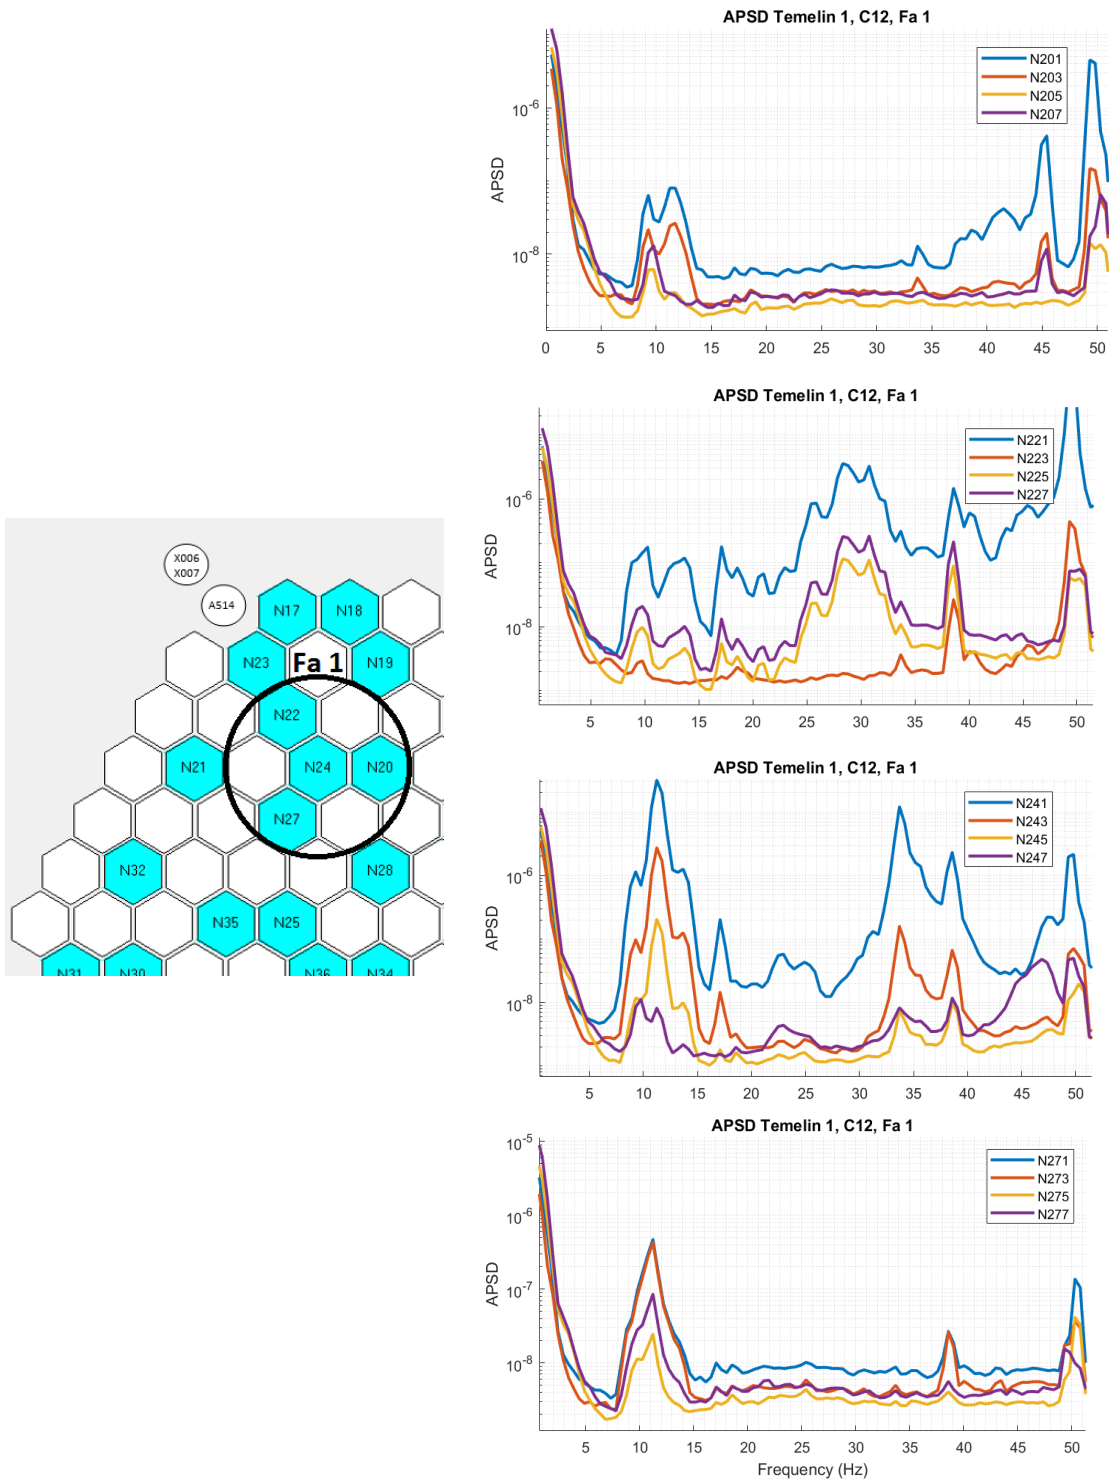 APSD Temelin 1, C12, Fa 1
N201
N203
N205
N207
10-6
10-8
APSD
0 5 10 15 20 25 30 35 40 45 50
APSD Temelin 1, C12, Fa 1
N221
N223
N225
N227
10-6
10-8
APSD
5 10 15 20 25 30 35 40 45 50
X006
X007
A514
N17 N18
N23 Fa 1 N19
N22
N21 N24 N20
N27
N32 N28
N35 N25
N31 N30 N36 N34
APSD Temelin 1, C12, Fa 1
N241
N243
N245
N247
10-6
10-8
APSD
5 10 15 20 25 30 35 40 45 50
APSD Temelin 1, C12, Fa 1
N271
N273
N275
N277
10-5
10-6
10-7
10-8
APSD
5 10 15 20 25 30 35 40 45 50
Frequency (Hz)